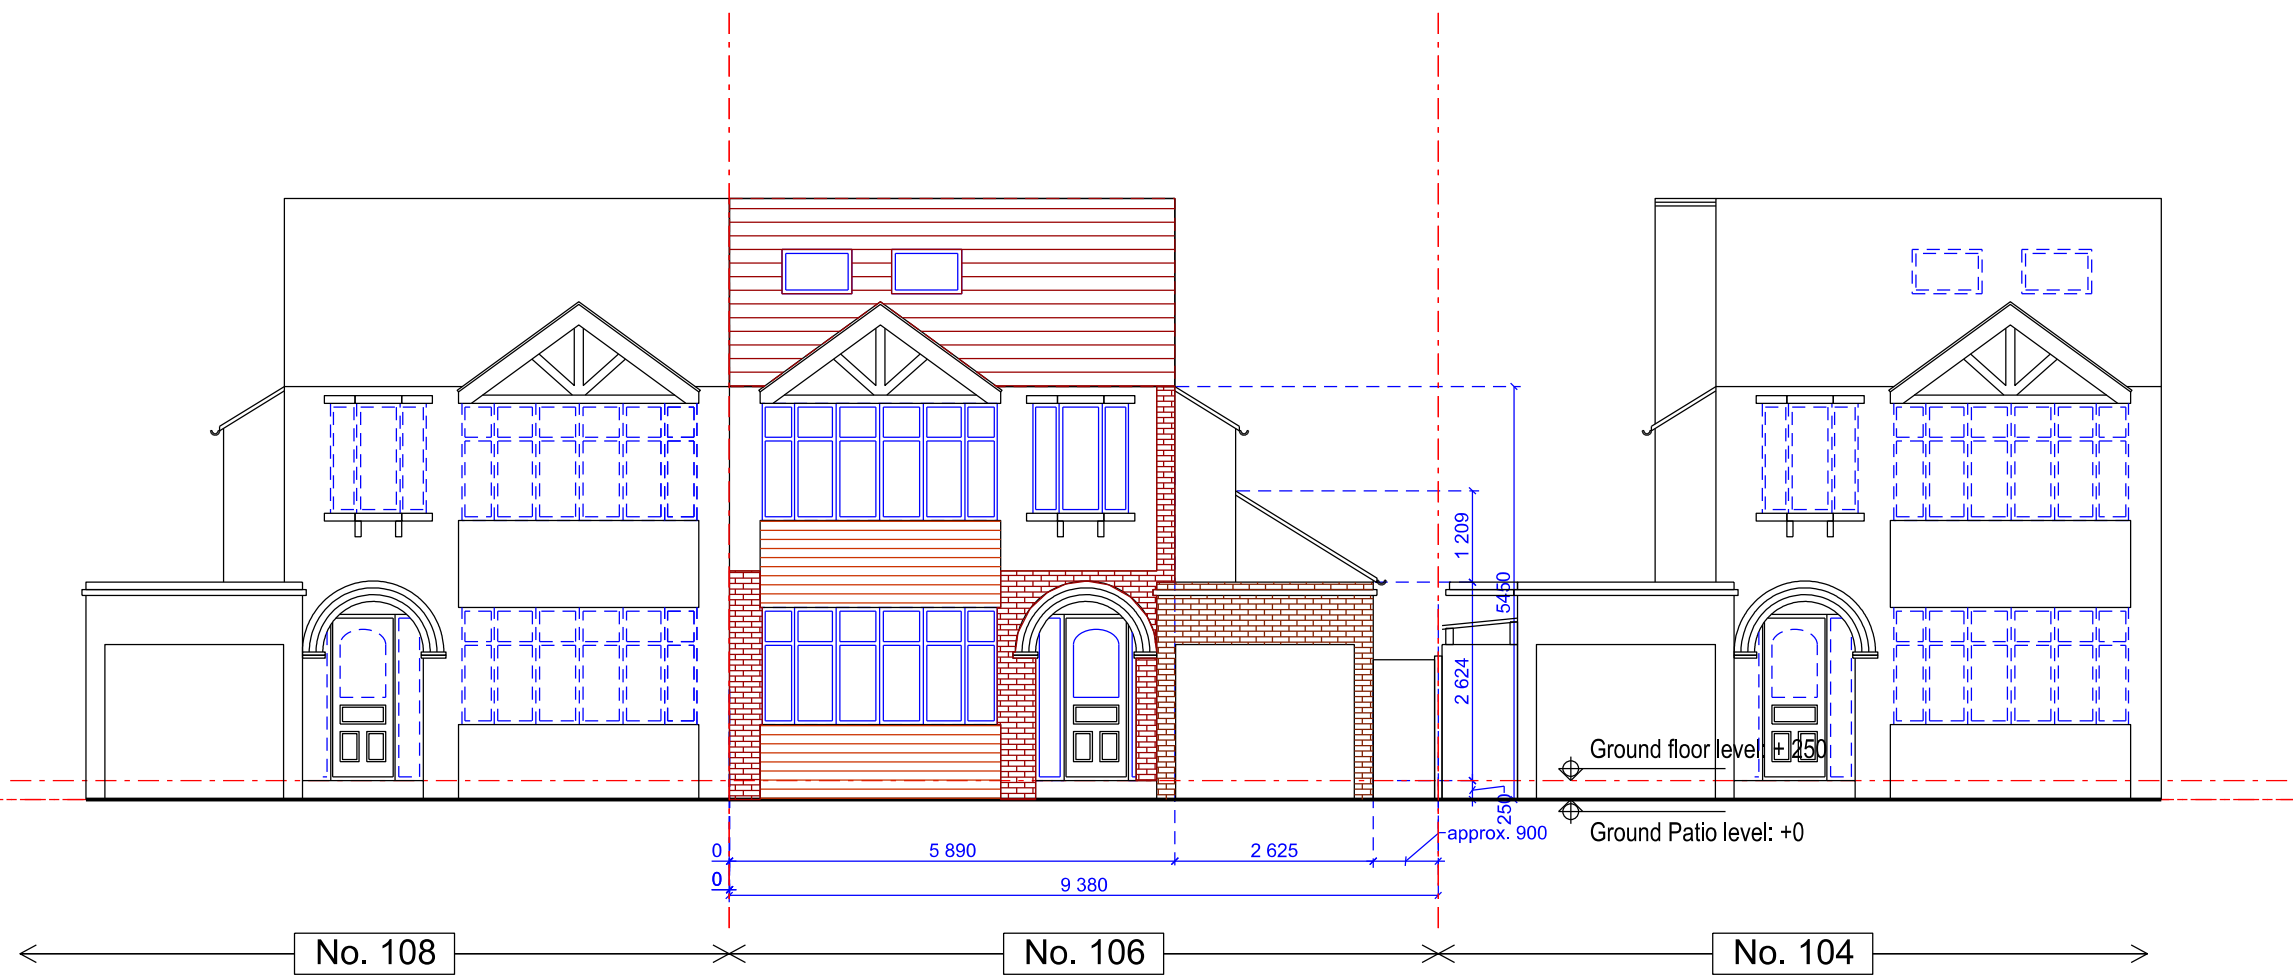 1 209
5450
2 624
Ground floor level: + 250
250
Ground Patio level: +0
approx. 900
0
5 890
2 625
0
9 380
No. 108
No. 106
No. 104